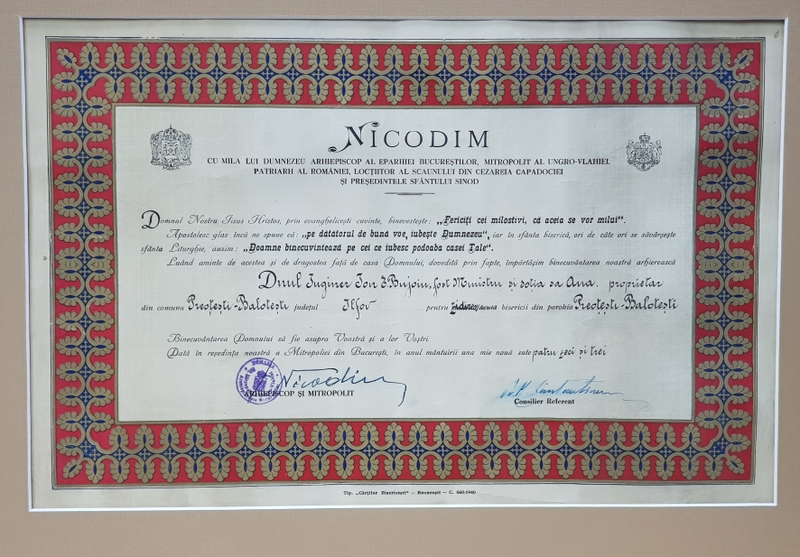 NICODIM
CU MILA LUI DUMNEZEU ARHIEPISCOP AL EPARHIEI BUCUREȘTILOR, MITROPOLIT AL UNGRO-VLAHIEI,
PATRIARH AL ROMÂNIEI, LOCȚIITOR AL SCAUNULUI DIN CEZAREIA CAPADOCIEI
ȘI PREȘEDINTELE SFÂNTULUI SINOD
Domnul Nostru Iisus Hristos, prin evanghelicești cuvinte, binevestește: „Fericiți cei milostivi, că aceia se vor milui".
Apostolesc glas încă ne spune că: „pe dătătorul de bună voe, iubește Dumnezeu", iar în sfânta biserică, ori de câte ori se săvârșește
sfânta Liturghie, auzim: „Doamne binecuvintează pe cei ce iubesc podoaba casei Tale".
Luând aminte de acestea și de dragostea față de casa Domnului, dovedită prin fapte, împărtășim binecuvântarea noastră arhierească
Dnul Inginer Ion I. Bujoiu, fost Ministru și soția sa Ana, proprietar
din comuna Preoțești-Balotești județul Ilfov pentru bisericii din parohia Preoțești-Balotești
Binecuvântarea Domnului să fie asupra Voastră și a lor Voștri.
Dată în reședința noastră a Mitropoliei din București, în anul mântuirii una mie nouă sute patru zeci și trei
Nicodim
ARHIEPISCOP ȘI MITROPOLIT
Consilier Referent
Tip. „Cărților Bisericești" — București — C. 560/1940